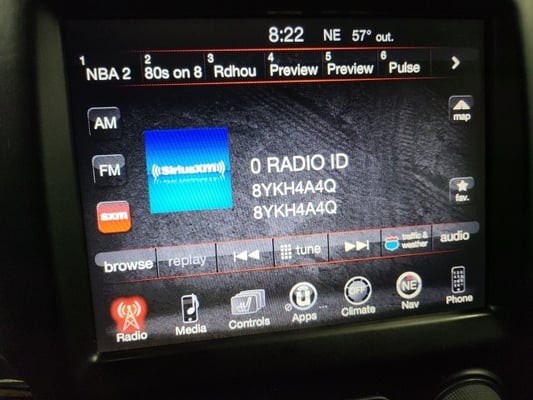 8:22 NE 57° out.
1 NBA 2 2 80s on 8 3 Rdhou 4 Preview 5 Preview 6 Pulse
AM
map
FM
((SiriusXM))
0 RADIO ID
8YKH4A4Q
8YKH4A4Q
sxm
fav.
browse replay tune traffic & weather audio
OFF NE
Radio Media Controls Apps Climate Nav Phone